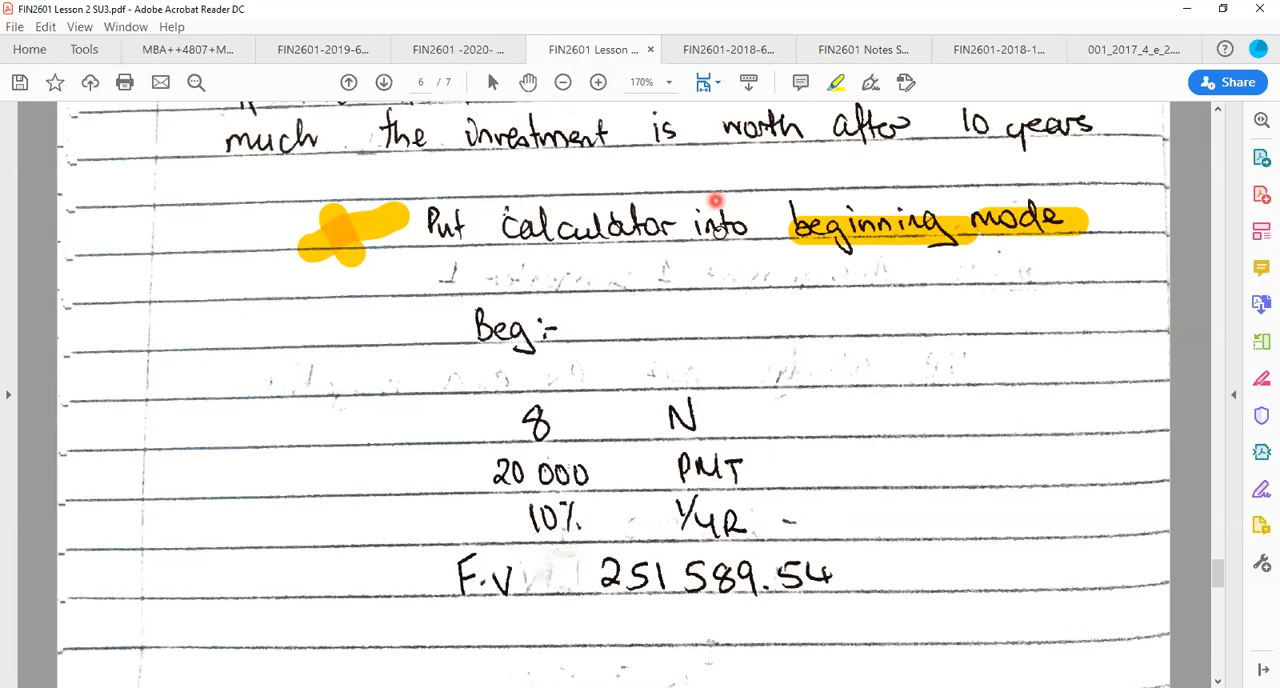 FIN2601 Lesson 2 SU3.pdf - Adobe Acrobat Reader DC
File Edit View Window Help
Home Tools MBA++4807+M... FIN2601-2019-6... FIN2601 -2020- ... FIN2601 Lesson ... × FIN2601-2018-6... FIN2601 Notes S... FIN2601-2018-1... 001_2017_4_e_2....
6 / 7 170% Share
much the investment is worth after 10 years
Put calculator into beginning mode
Beg :-
8 N
20 000 PMT
10% I/YR -
F.V 251 589.54